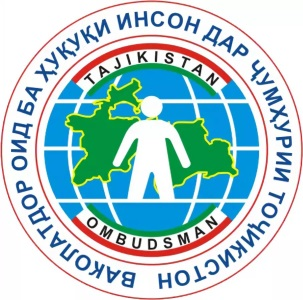 ВАКОЛАТДОР ОИД БА ҲУҚУҚИ ИНСОН ДАР ҶУМҲУРИИ ТОҶИКИСТОН
TAJIKISTAN
OMBUDSMAN